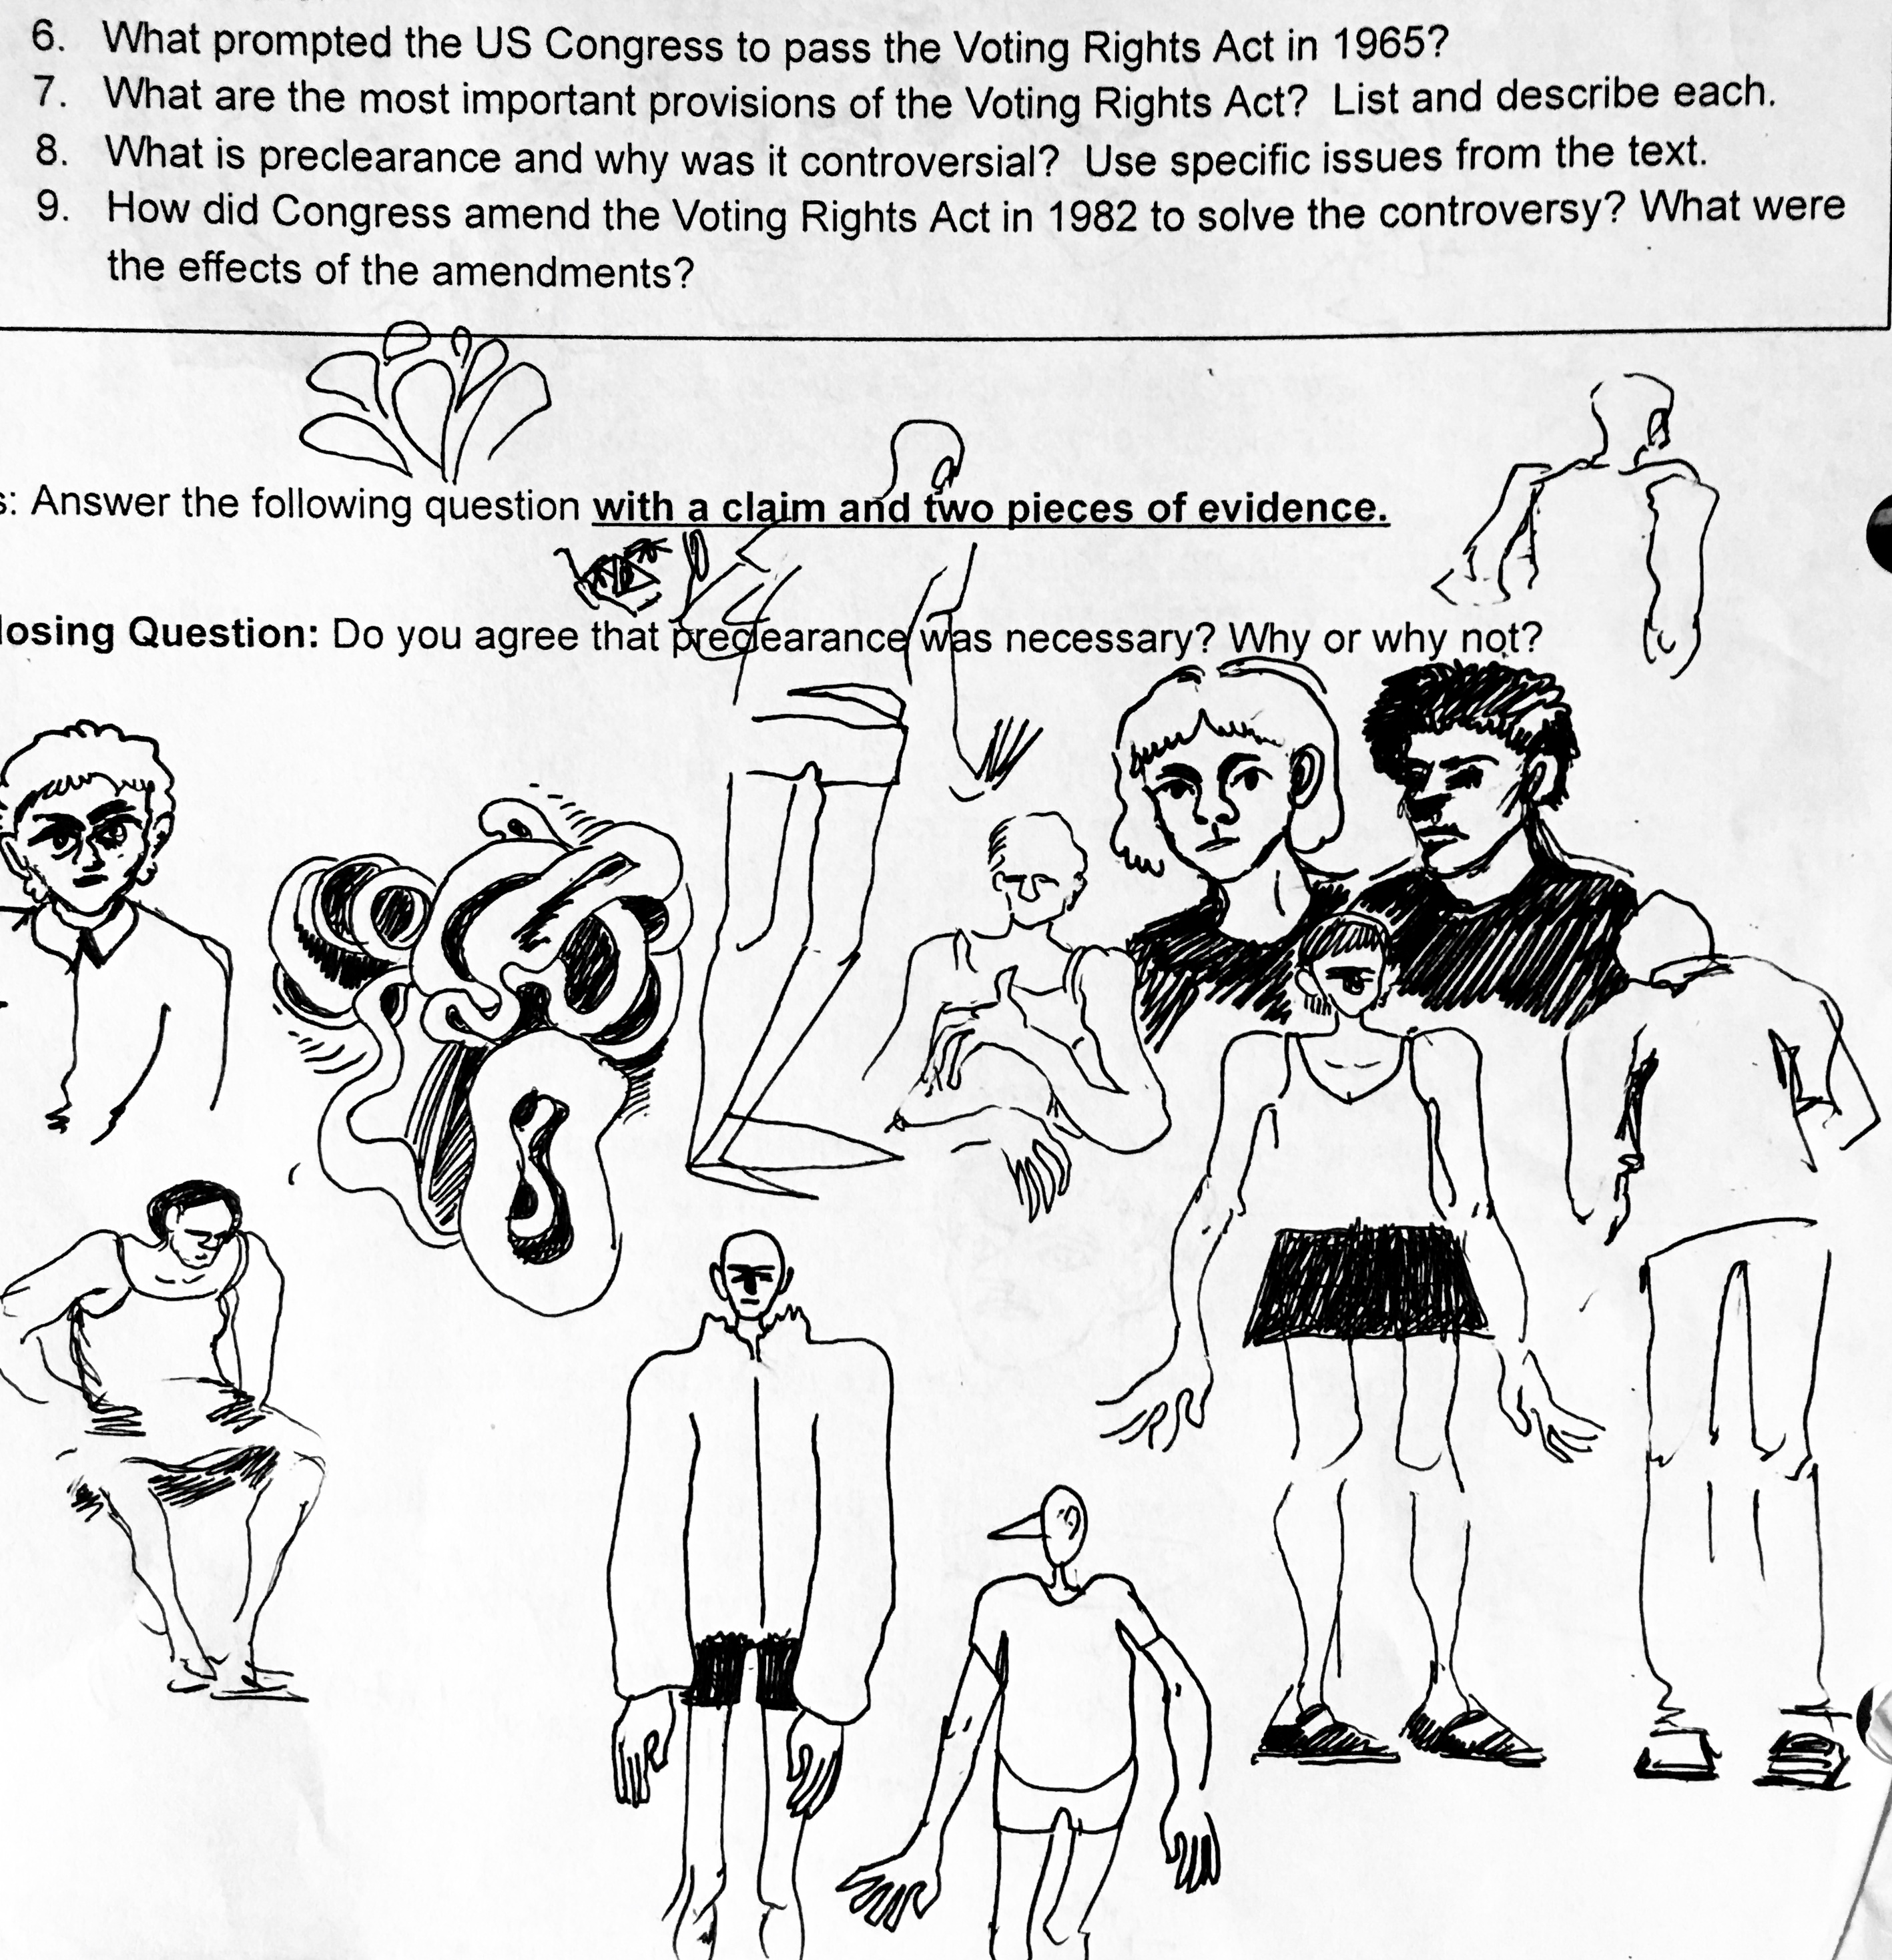 6. What prompted the US Congress to pass the Voting Rights Act in 1965?
7. What are the most important provisions of the Voting Rights Act? List and describe each.
8. What is preclearance and why was it controversial? Use specific issues from the text.
9. How did Congress amend the Voting Rights Act in 1982 to solve the controversy? What were
the effects of the amendments?
s: Answer the following question with a claim and two pieces of evidence.
losing Question: Do you agree that preclearance was necessary? Why or why not?